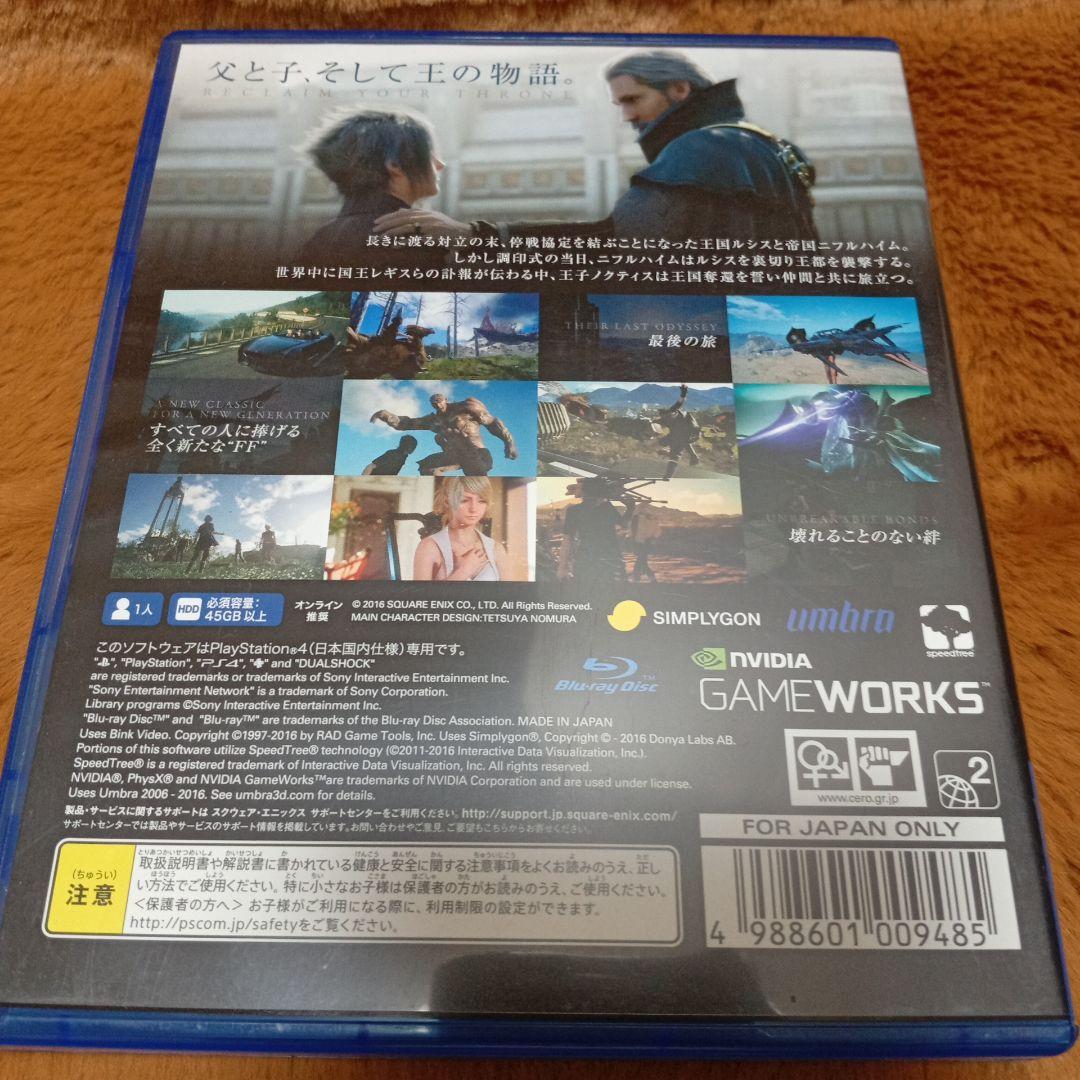 父と子、そして王の物語。
RECLAIM YOUR THRONE
長きに渡る対立の末、停戦協定を結ぶことになった王国ルシスと帝国ニフルハイム。
しかし調印式の当日、ニフルハイムはルシスを裏切り王都を襲撃する。
世界中に国王レギスらの訃報が伝わる中、王子ノクティスは王国奪還を誓い仲間と共に旅立つ。
THEIR LAST ODYSSEY
最後の旅
A NEW CLASSIC
FOR A NEW GENERATION
すべての人に捧げる
全く新たな"FF"
UNBREAKABLE BONDS
壊れることのない絆
1人
HDD 必須容量:
45GB以上
オンライン
推奨
© 2016 SQUARE ENIX CO., LTD. All Rights Reserved.
MAIN CHARACTER DESIGN:TETSUYA NOMURA
SIMPLYGON
umbra
speedtree
このソフトウェアはPlayStation®4(日本国内仕様)専用です。
"PlayStation", "PS4", and "DUALSHOCK"
are registered trademarks or trademarks of Sony Interactive Entertainment Inc.
"Sony Entertainment Network" is a trademark of Sony Corporation.
Library programs ©Sony Interactive Entertainment Inc.
"Blu-ray Disc™" and "Blu-ray™" are trademarks of the Blu-ray Disc Association. MADE IN JAPAN
Uses Bink Video. Copyright ©1997-2016 by RAD Game Tools, Inc. Uses Simplygon®, Copyright © - 2016 Donya Labs AB.
Portions of this software utilize SpeedTree® technology (©2011-2016 Interactive Data Visualization, Inc.).
SpeedTree® is a registered trademark of Interactive Data Visualization, Inc. All rights reserved.
NVIDIA®, PhysX® and NVIDIA GameWorks™are trademarks of NVIDIA Corporation and are used under license.
Uses Umbra 2006 - 2016. See umbra3d.com for details.
Blu-ray Disc™
NVIDIA
GAMEWORKS™
www.cero.gr.jp
2
製品・サービスに関するサポートは スクウェア・エニックス サポートセンターをご利用ください。http://support.jp.square-enix.com/
サポートセンターでは製品やサービスのサポート情報を掲載しています。お問い合わせやご意見、ご要望もこちらからお寄せください。
FOR JAPAN ONLY
(ちゅうい)
注意
取扱説明書や解説書に書かれている健康と安全に関する注意事項をよくお読みのうえ、正し
い方法でご使用ください。特に小さなお子様は保護者の方がお読みのうえ、ご使用ください。
<保護者の方へ> お子様がご利用になる際に、利用制限の設定ができます。
http://pscom.jp/safetyをご覧ください。
4 988601 009485